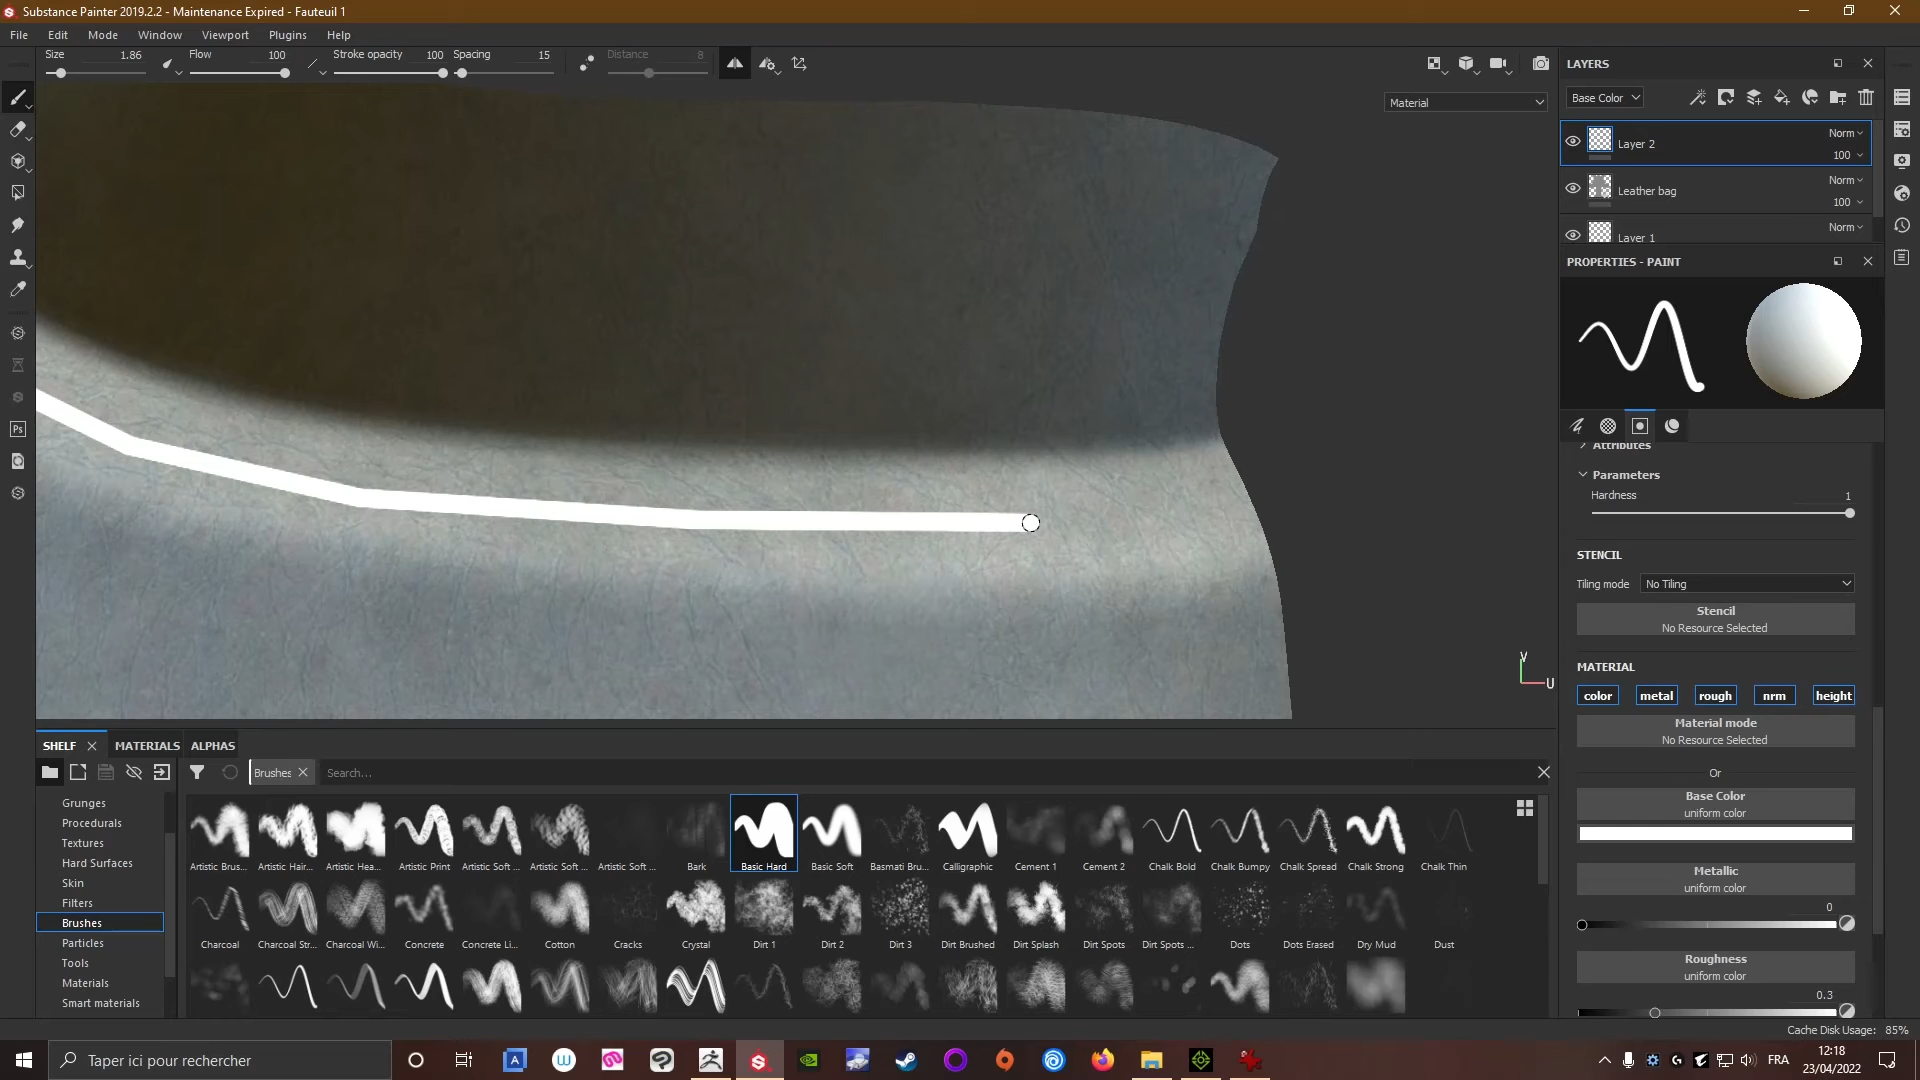 Substance Painter 2019.2.2 - Maintenance Expired - Fauteuil 1
File Edit Mode Window Viewport Plugins Help
Size 1.86 Flow 100 Stroke opacity 100 Spacing 15 Distance 8
Material
LAYERS
Base Color
Layer 2 Norm 100
Leather bag Norm 100
Layer 1 Norm
PROPERTIES - PAINT
Attributes
Parameters
Hardness 1
STENCIL
Tiling mode No Tiling
Stencil
No Resource Selected
MATERIAL
color metal rough nrm height
Material mode
No Resource Selected
Or
Base Color
uniform color
Metallic
uniform color
0
Roughness
uniform color
0.3
Cache Disk Usage: 85%
V
U
SHELF MATERIALS ALPHAS
Brushes Search...
Grunges
Procedurals
Textures
Hard Surfaces
Skin
Filters
Brushes
Particles
Tools
Materials
Smart materials
Artistic Brus... Artistic Hair... Artistic Hea... Artistic Print Artistic Soft ... Artistic Soft ... Artistic Soft ... Bark Basic Hard Basic Soft Basmati Bru... Calligraphic Cement 1 Cement 2 Chalk Bold Chalk Bumpy Chalk Spread Chalk Strong Chalk Thin
Charcoal Charcoal Str... Charcoal Wi... Concrete Concrete Li... Cotton Cracks Crystal Dirt 1 Dirt 2 Dirt 3 Dirt Brushed Dirt Splash Dirt Spots Dirt Spots ... Dots Dots Erased Dry Mud Dust
Ps
Taper ici pour rechercher
FRA
12:18
23/04/2022